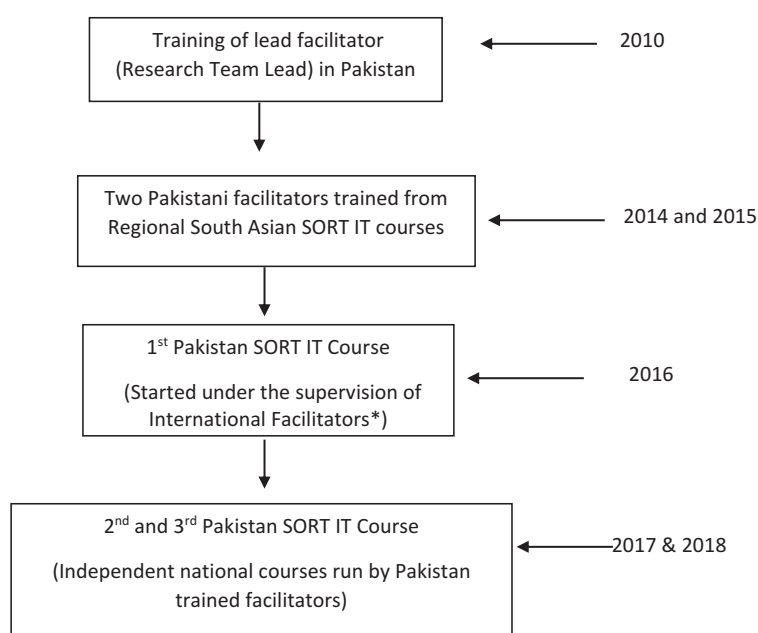 Training of lead facilitator
(Research Team Lead) in Pakistan
2010
Two Pakistani facilitators trained from
Regional South Asian SORT IT courses
2014 and 2015
1st Pakistan SORT IT Course
(Started under the supervision of
International Facilitators*)
2016
2nd and 3rd Pakistan SORT IT Course
(Independent national courses run by Pakistan
trained facilitators)
2017 & 2018